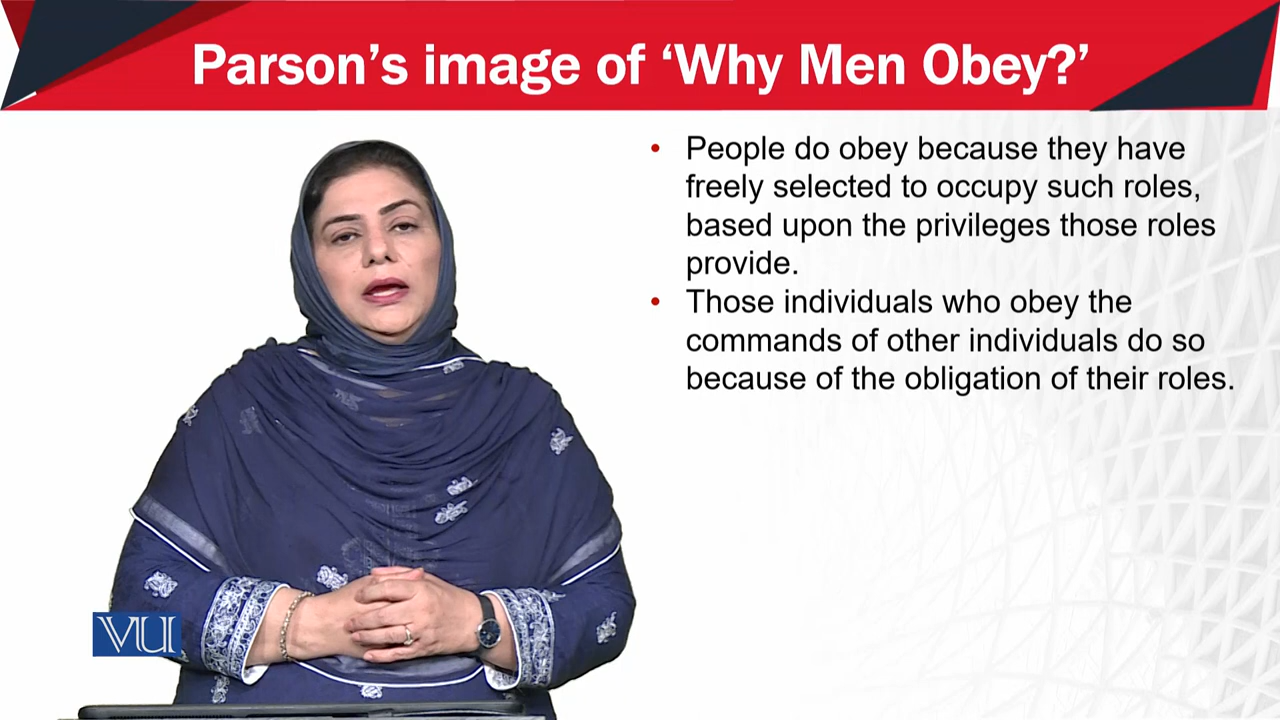 Parson's image of 'Why Men Obey?'
• People do obey because they have
freely selected to occupy such roles,
based upon the privileges those roles
provide.
• Those individuals who obey the
commands of other individuals do so
because of the obligation of their roles.
VU